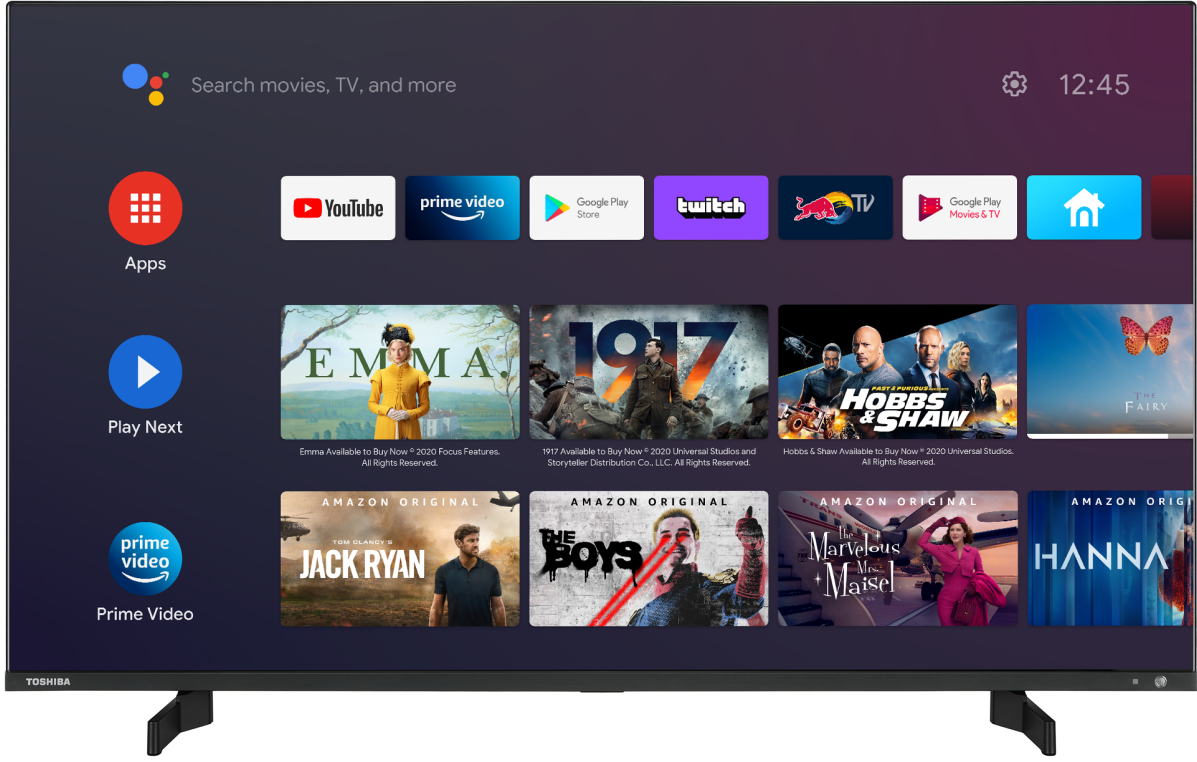 Search movies, TV, and more
12:45
YouTube
prime video
Google Play
Store
twitch
TV
Google Play
Movies & TV
Apps
EMMA.
1917
FAST & FURIOUS PRESENTS
HOBBS
& SHAW
THE
FAIRY
Play Next
Emma Available to Buy Now © 2020 Focus Features.
All Rights Reserved.
1917 Available to Buy Now © 2020 Universal Studios and
Storyteller Distribution Co., LLC. All Rights Reserved.
Hobbs & Shaw Available to Buy Now © 2020 Universal Studios.
All Rights Reserved.
AMAZON ORIGINAL
TOM CLANCY'S
JACK RYAN
AMAZON ORIGINAL
THE
BOYS
AMAZON ORIGINAL
The
Marvelous
Mrs.
Maisel
AMAZON ORIGI
HANNA
prime
video
Prime Video
TOSHIBA